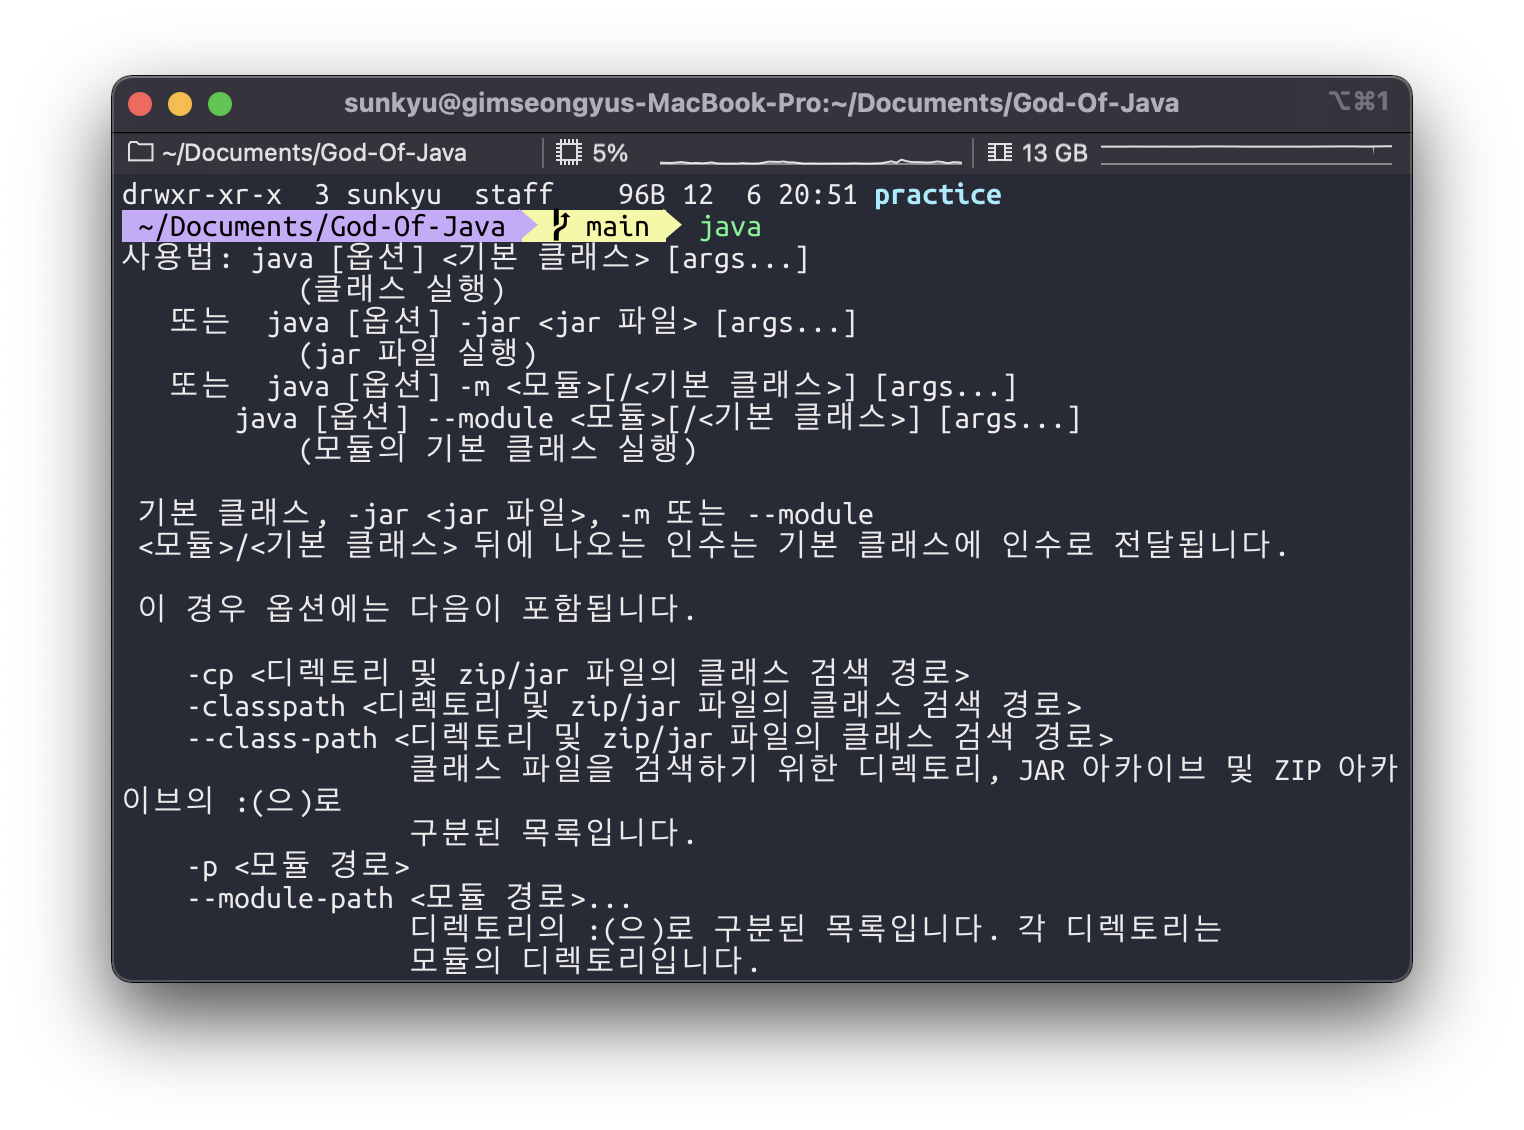 sunkyu@gimseongyus-MacBook-Pro:~/Documents/God-Of-Java ⌥⌘1
~/Documents/God-Of-Java 5% 13 GB
drwxr-xr-x  3 sunkyu  staff    96B 12  6 20:51 practice
~/Documents/God-Of-Java main java
사용법: java [옵션] <기본 클래스> [args...]
(클래스 실행)
또는  java [옵션] -jar <jar 파일> [args...]
(jar 파일 실행)
또는  java [옵션] -m <모듈>[/<기본 클래스>] [args...]
java [옵션] --module <모듈>[/<기본 클래스>] [args...]
(모듈의 기본 클래스 실행)
기본 클래스, -jar <jar 파일>, -m 또는 --module
<모듈>/<기본 클래스> 뒤에 나오는 인수는 기본 클래스에 인수로 전달됩니다.
이 경우 옵션에는 다음이 포함됩니다.
-cp <디렉토리 및 zip/jar 파일의 클래스 검색 경로>
-classpath <디렉토리 및 zip/jar 파일의 클래스 검색 경로>
--class-path <디렉토리 및 zip/jar 파일의 클래스 검색 경로>
클래스 파일을 검색하기 위한 디렉토리, JAR 아카이브 및 ZIP 아카
이브의 :(으)로
구분된 목록입니다.
-p <모듈 경로>
--module-path <모듈 경로>...
디렉토리의 :(으)로 구분된 목록입니다. 각 디렉토리는
모듈의 디렉토리입니다.